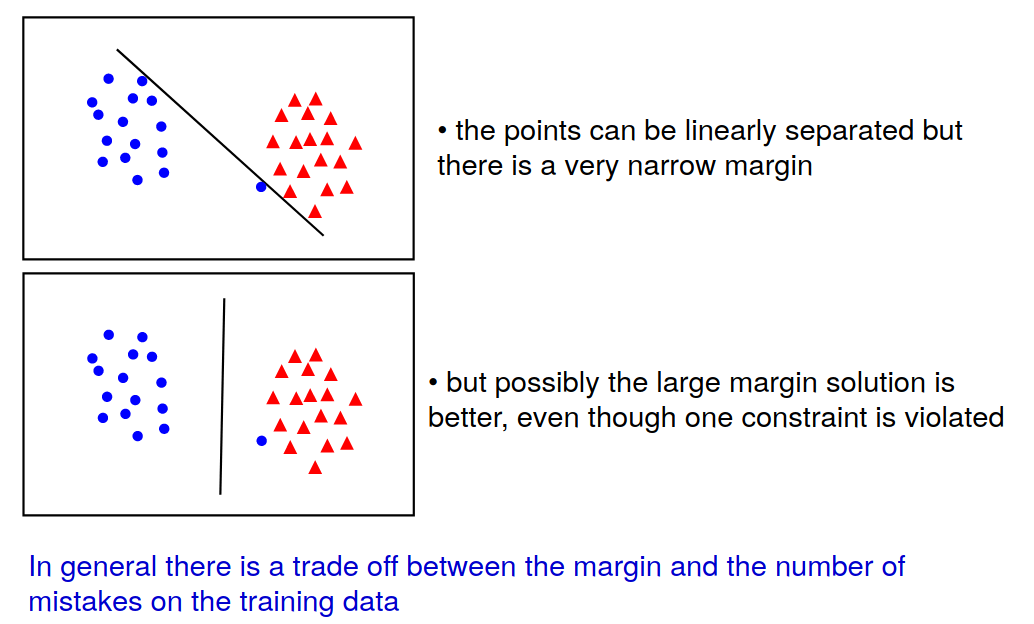 • the points can be linearly separated but
there is a very narrow margin
• but possibly the large margin solution is
better, even though one constraint is violated
In general there is a trade off between the margin and the number of
mistakes on the training data